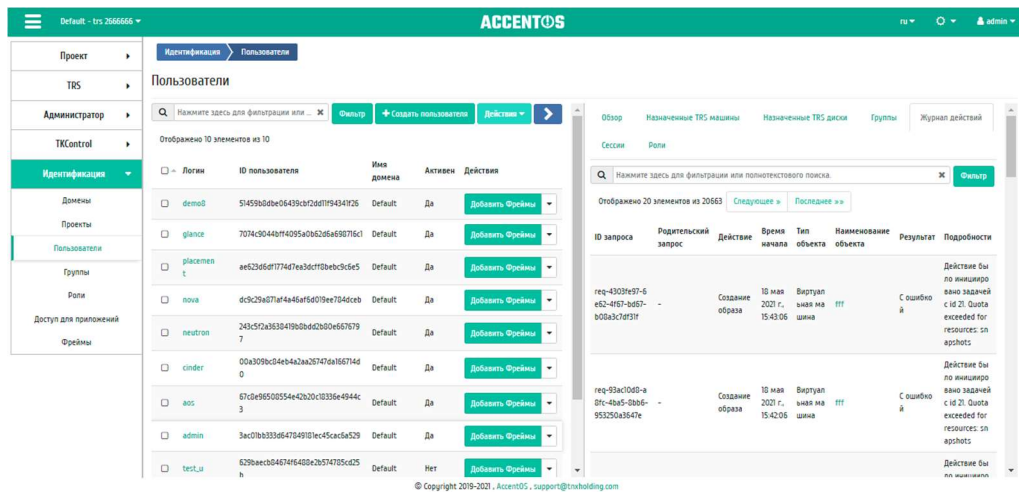 Default - trs 2666666
ACCENTOS
ru
admin
Проект
TRS
Администратор
TKControl
Идентификация
Домены
Проекты
Пользователи
Группы
Роли
Доступ для приложений
Фреймы
Идентификация
Пользователи
Пользователи
Нажмите здесь для фильтрации или ...
Фильтр
+ Создать пользователя
Действия
Отображено 10 элементов из 10
Логин ID пользователя Имя домена Активен Действия
demo8 51459b8dbe06439cbf2dd11f94341f26 Default Да Добавить Фреймы
glance 7074c9044bff4095a0b62d6a698716c1 Default Да Добавить Фреймы
placement ae623d6df1774d7ea3dcff8bebc9c6e5 Default Да Добавить Фреймы
nova dc9c29a871af4a46af6d019ee784dceb Default Да Добавить Фреймы
neutron 243c5f2a3638419b8bdd2b80e6676797 Default Да Добавить Фреймы
cinder 00a309bc84eb4a2aa26747da166714d0 Default Да Добавить Фреймы
aos 67c8e96508554e42b20c18336e4944c3 Default Да Добавить Фреймы
admin 3ac01bb333d647849181ec45cac6a529 Default Да Добавить Фреймы
test_u 629baecb84674f6488e2b574785cd25b Default Нет Добавить Фреймы
Обзор
Назначенные TRS машины
Назначенные TRS диски
Группы
Журнал действий
Сессии
Роли
Нажмите здесь для фильтрации или полнотекстового поиска.
Фильтр
Отображено 20 элементов из 20663
Следующее »
Последнее »»
ID запроса Родительский запрос Действие Время начала Тип объекта Наименование объекта Результат Подробности
req-4303fe97-6e62-4f67-bd67-b08a3c7df31f - Создание образа 18 мая 2021 г., 15:43:06 Виртуальная машина fff С ошибкой Действие было инициировано задачей с id 21. Quota exceeded for resources: snapshots
req-93ac10d8-a8fc-4ba5-8bb6-953250a3647e - Создание образа 18 мая 2021 г., 15:42:06 Виртуальная машина fff С ошибкой Действие было инициировано задачей с id 21. Quota exceeded for resources: snapshots
Действие бы
© Copyright 2019-2021 , AccentOS , support@tnxholding.com